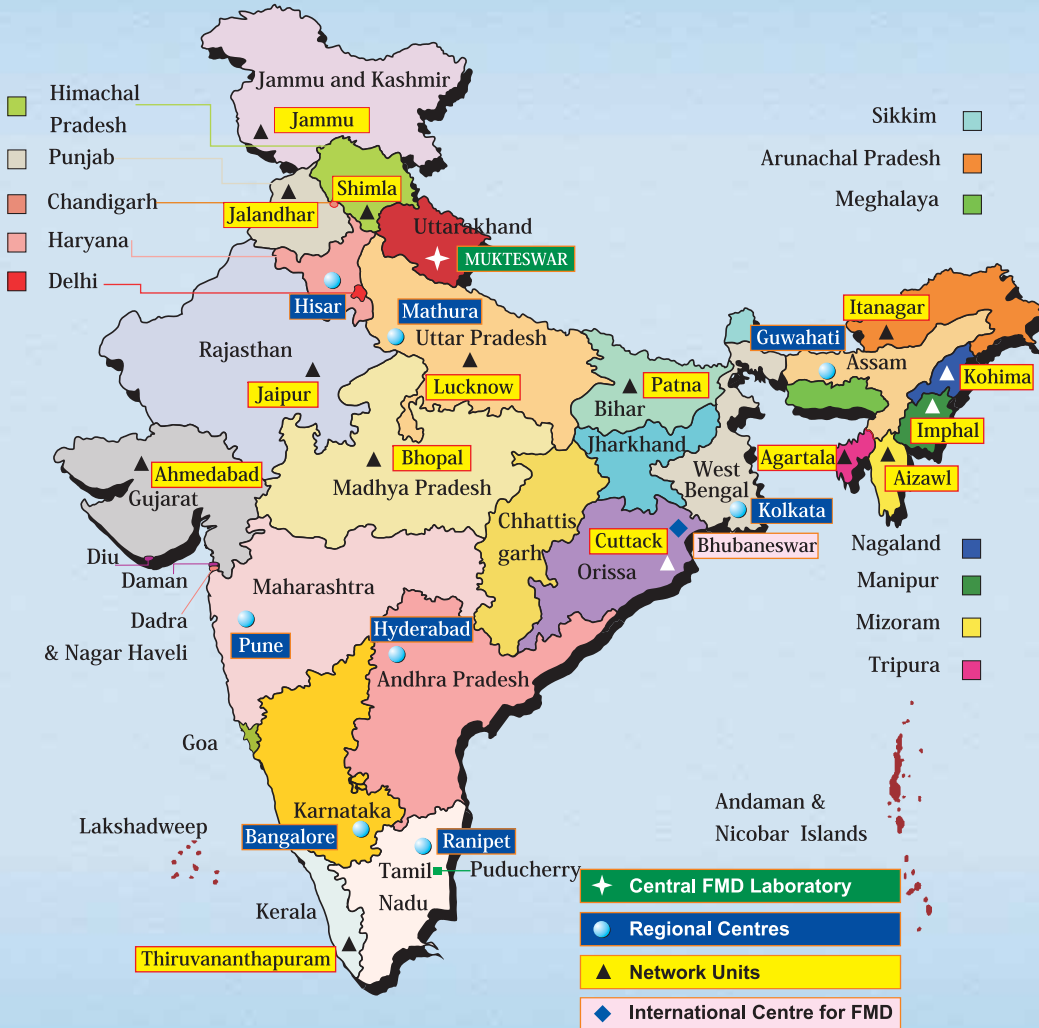 Jammu and Kashmir
Jammu
Himachal
Pradesh
Punjab
Chandigarh
Haryana
Delhi
Shimla
Jalandhar
Uttarakhand
MUKTESWAR
Hisar
Mathura
Uttar Pradesh
Lucknow
Rajasthan
Jaipur
Sikkim
Arunachal Pradesh
Meghalaya
Itanagar
Guwahati
Assam
Kohima
Imphal
Agartala
Aizawl
Patna
Bihar
Jharkhand
West
Bengal
Kolkata
Ahmedabad
Gujarat
Bhopal
Madhya Pradesh
Chhattis
garh
Cuttack
Bhubaneswar
Orissa
Nagaland
Manipur
Mizoram
Tripura
Diu
Daman
Dadra
& Nagar Haveli
Maharashtra
Pune
Hyderabad
Andhra Pradesh
Goa
Karnataka
Bangalore
Ranipet
Lakshadweep
Tamil
Nadu
Puducherry
Kerala
Thiruvananthapuram
Andaman &
Nicobar Islands
Central FMD Laboratory
Regional Centres
Network Units
International Centre for FMD